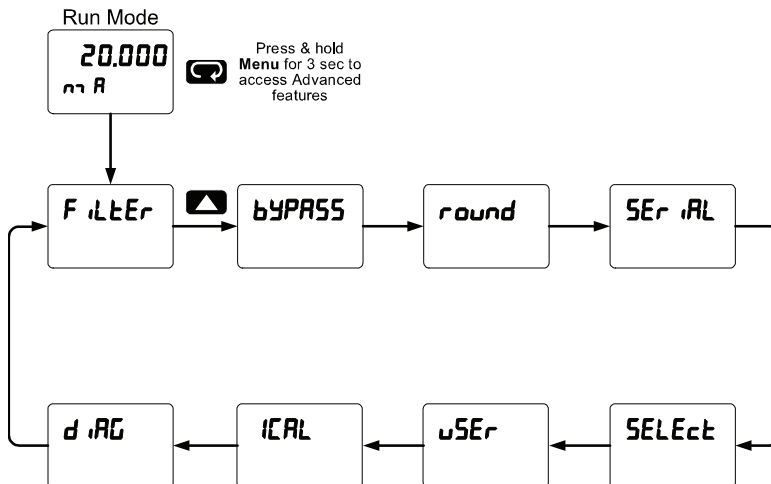 Run Mode
20.000
mA
Press & hold
Menu for 3 sec to
access Advanced
features
FiLtEr
bYPASS
round
SEriAL
diAG
ICAL
uSEr
SELEct